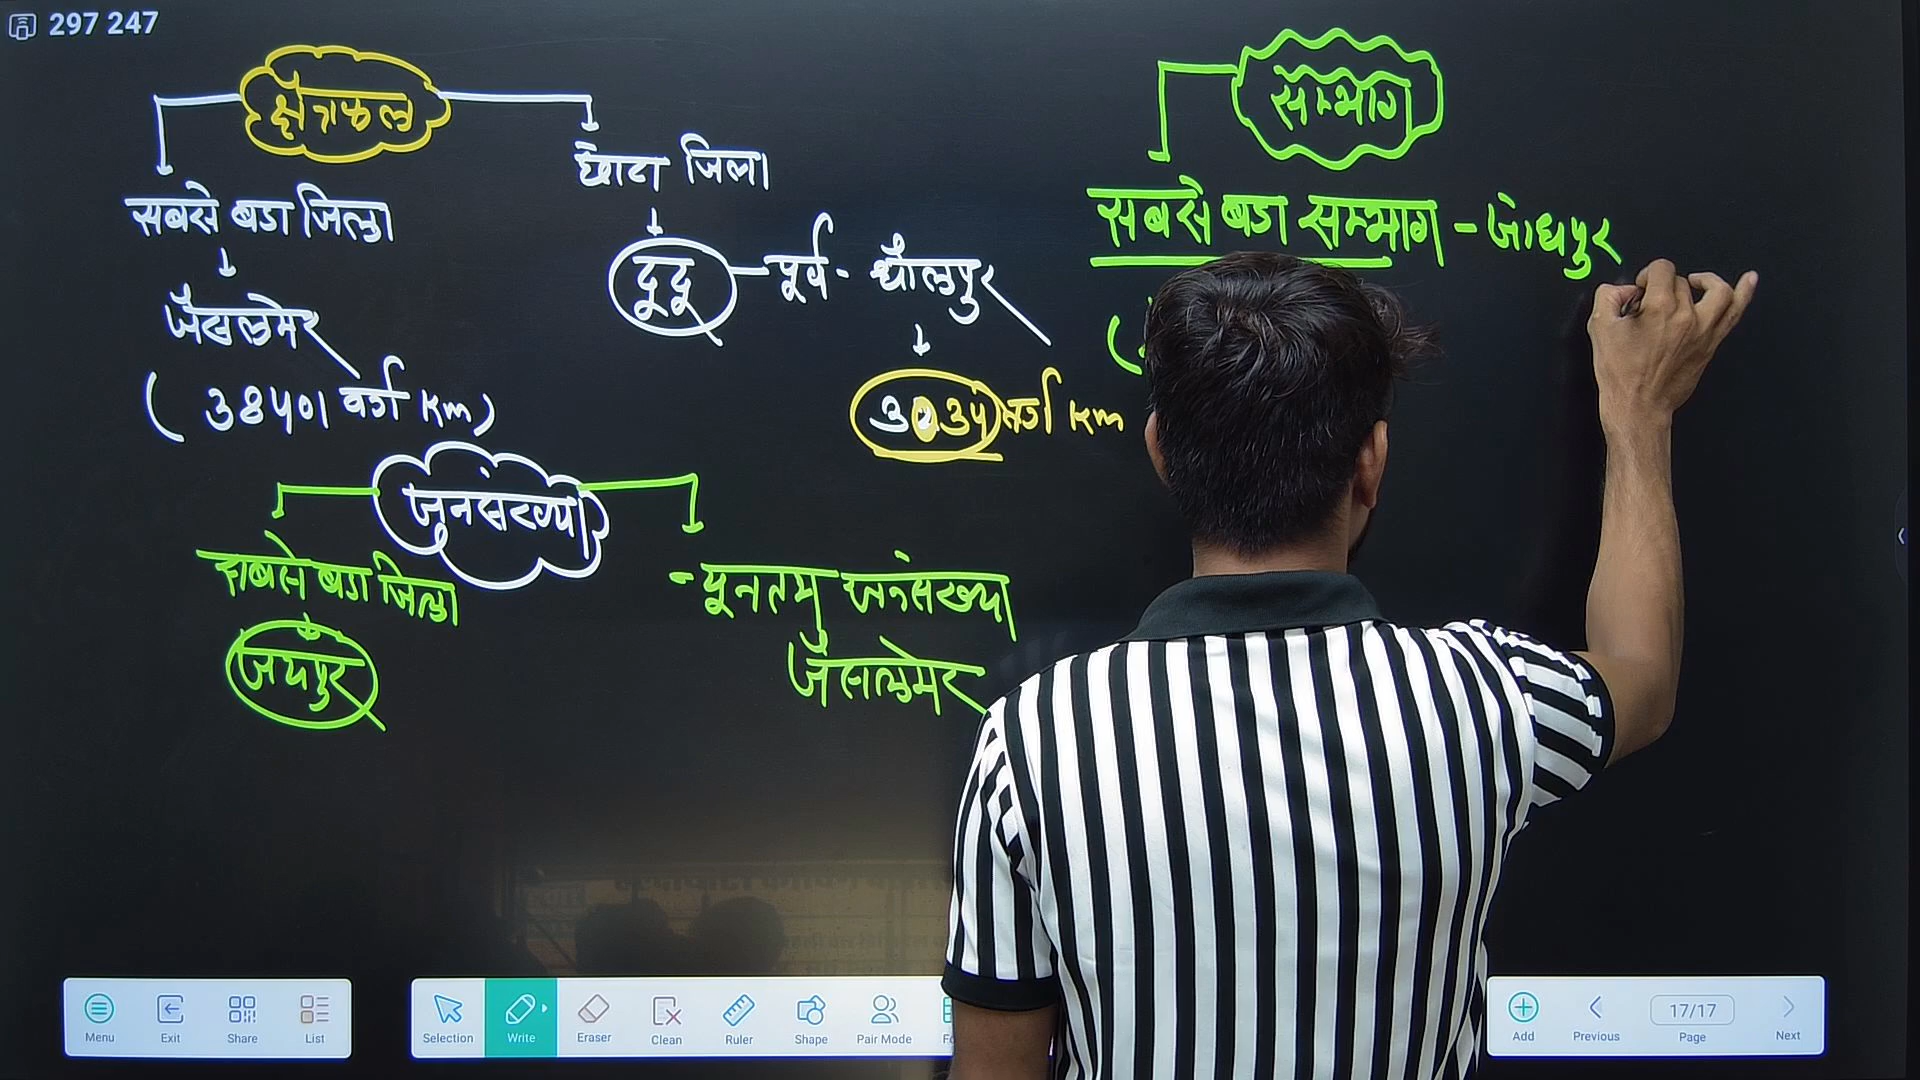 297 247
क्षेत्रफल
सबसे बडा जिला
जैसलमेर
( 38401 वर्ग Km )
छोटा जिला
दूदू - पूर्व - धौलपुर
3034 वर्ग Km
जनसंख्या
सबसे बडा जिला
जयपुर
- यूनतम जनसंख्या
जैसलमेर
सम्भाग
सबसे बडा सम्भाग - जोधपुर
(
Menu Exit Share List
Selection Write Eraser Clean Ruler Shape Pair Mode
Add Previous 17/17 Page Next